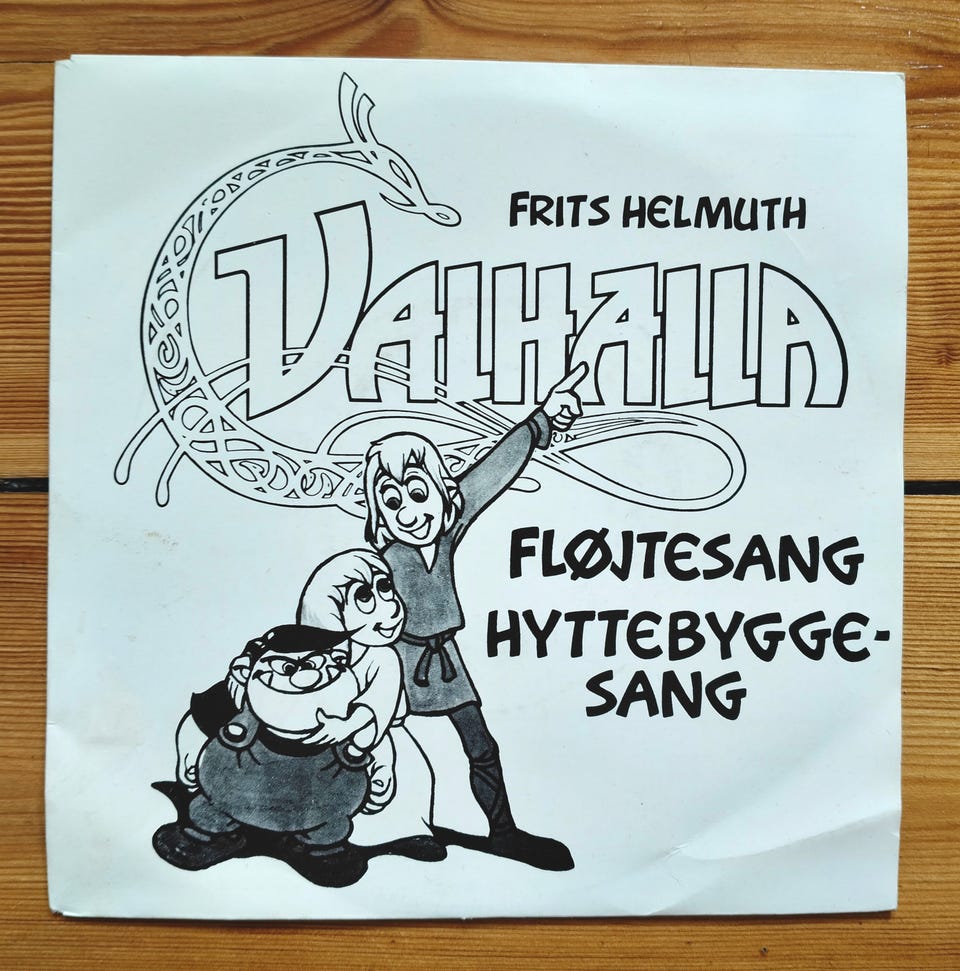 FRITS HELMUTH
VALHALLA
FLØJTESANG
HYTTEBYGGE-
SANG